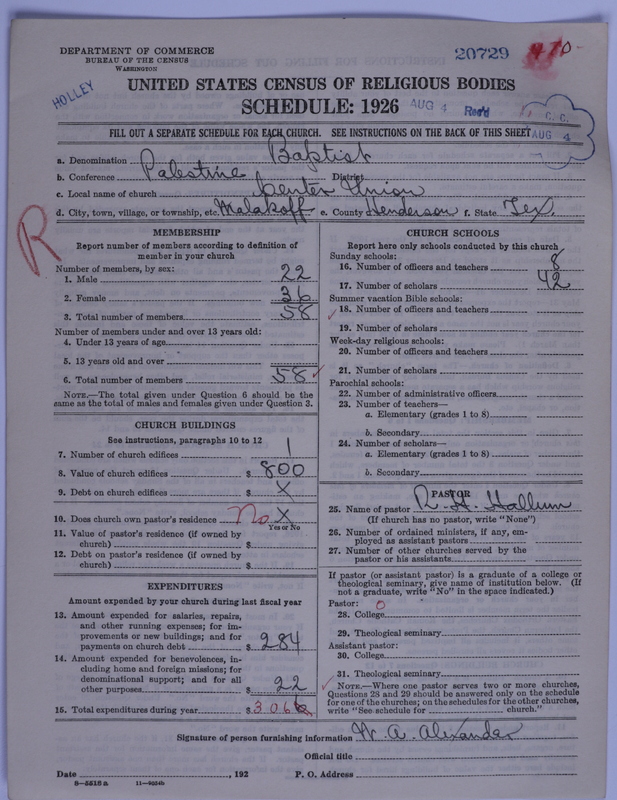 DEPARTMENT OF COMMERCE
BUREAU OF THE CENSUS
WASHINGTON
20729
HOLLEY
UNITED STATES CENSUS OF RELIGIOUS BODIES
SCHEDULE: 1926
AUG 4 Rec'd
C. C.
AUG 4
FILL OUT A SEPARATE SCHEDULE FOR EACH CHURCH. SEE INSTRUCTIONS ON THE BACK OF THIS SHEET
a. Denomination Baptist
b. Conference Palestine District
c. Local name of church Center Union
d. City, town, village, or township, etc. Malakoff e. County Henderson f. State Tex.
R
MEMBERSHIP
Report number of members according to definition of
member in your church
Number of members, by sex:
1. Male 22
2. Female 36
3. Total number of members 58
Number of members under and over 13 years old:
4. Under 13 years of age
5. 13 years old and over
6. Total number of members 58
NOTE.—The total given under Question 6 should be the
same as the total of males and females given under Question 3.
CHURCH BUILDINGS
See instructions, paragraphs 10 to 12
7. Number of church edifices 1
8. Value of church edifices $ 800
9. Debt on church edifices $ X
10. Does church own pastor's residence No X
Yes or No
11. Value of pastor's residence (if owned by
church) $
12. Debt on pastor's residence (if owned by
church) $
EXPENDITURES
Amount expended by your church during last fiscal year
13. Amount expended for salaries, repairs,
and other running expenses; for im-
provements or new buildings; and for
payments on church debt $ 284
14. Amount expended for benevolences, in-
cluding home and foreign missions; for
denominational support; and for all
other purposes $ 22
15. Total expenditures during year $ 306
CHURCH SCHOOLS
Report here only schools conducted by this church
Sunday schools:
16. Number of officers and teachers 8
17. Number of scholars 42
Summer vacation Bible schools:
18. Number of officers and teachers
19. Number of scholars
Week-day religious schools:
20. Number of officers and teachers
21. Number of scholars
Parochial schools:
22. Number of administrative officers
23. Number of teachers—
a. Elementary (grades 1 to 8)
b. Secondary
24. Number of scholars—
a. Elementary (grades 1 to 8)
b. Secondary
PASTOR
25. Name of pastor R. H. Hallum
(If church has no pastor, write "None")
26. Number of ordained ministers, if any, em-
ployed as assistant pastors
27. Number of other churches served by the
pastor or his assistants
If pastor (or assistant pastor) is a graduate of a college or
theological seminary, give name of institution below. (If
not a graduate, write "No" in the space indicated.)
Pastor: 0
28. College
29. Theological seminary
Assistant pastor:
30. College
31. Theological seminary
NOTE.—Where one pastor serves two or more churches,
Questions 28 and 29 should be answered only on the schedule
for one of the churches; on the schedules for the other churches,
write "See schedule for church."
Signature of person furnishing information W. A. Alexander
Official title
Date , 192 P. O. Address
8—5518 a 11—9034b